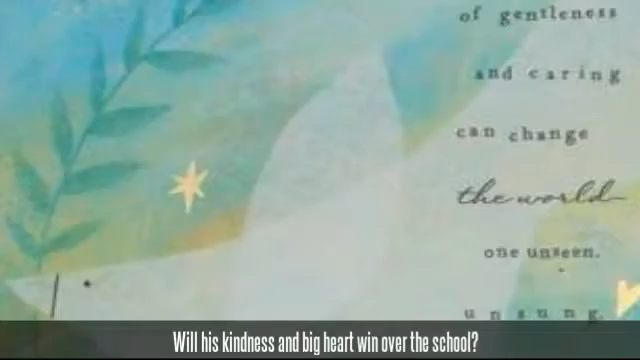 of gentleness
and caring
can change
the world
one unseen.
unsung.
Will his kindness and big heart win over the school?